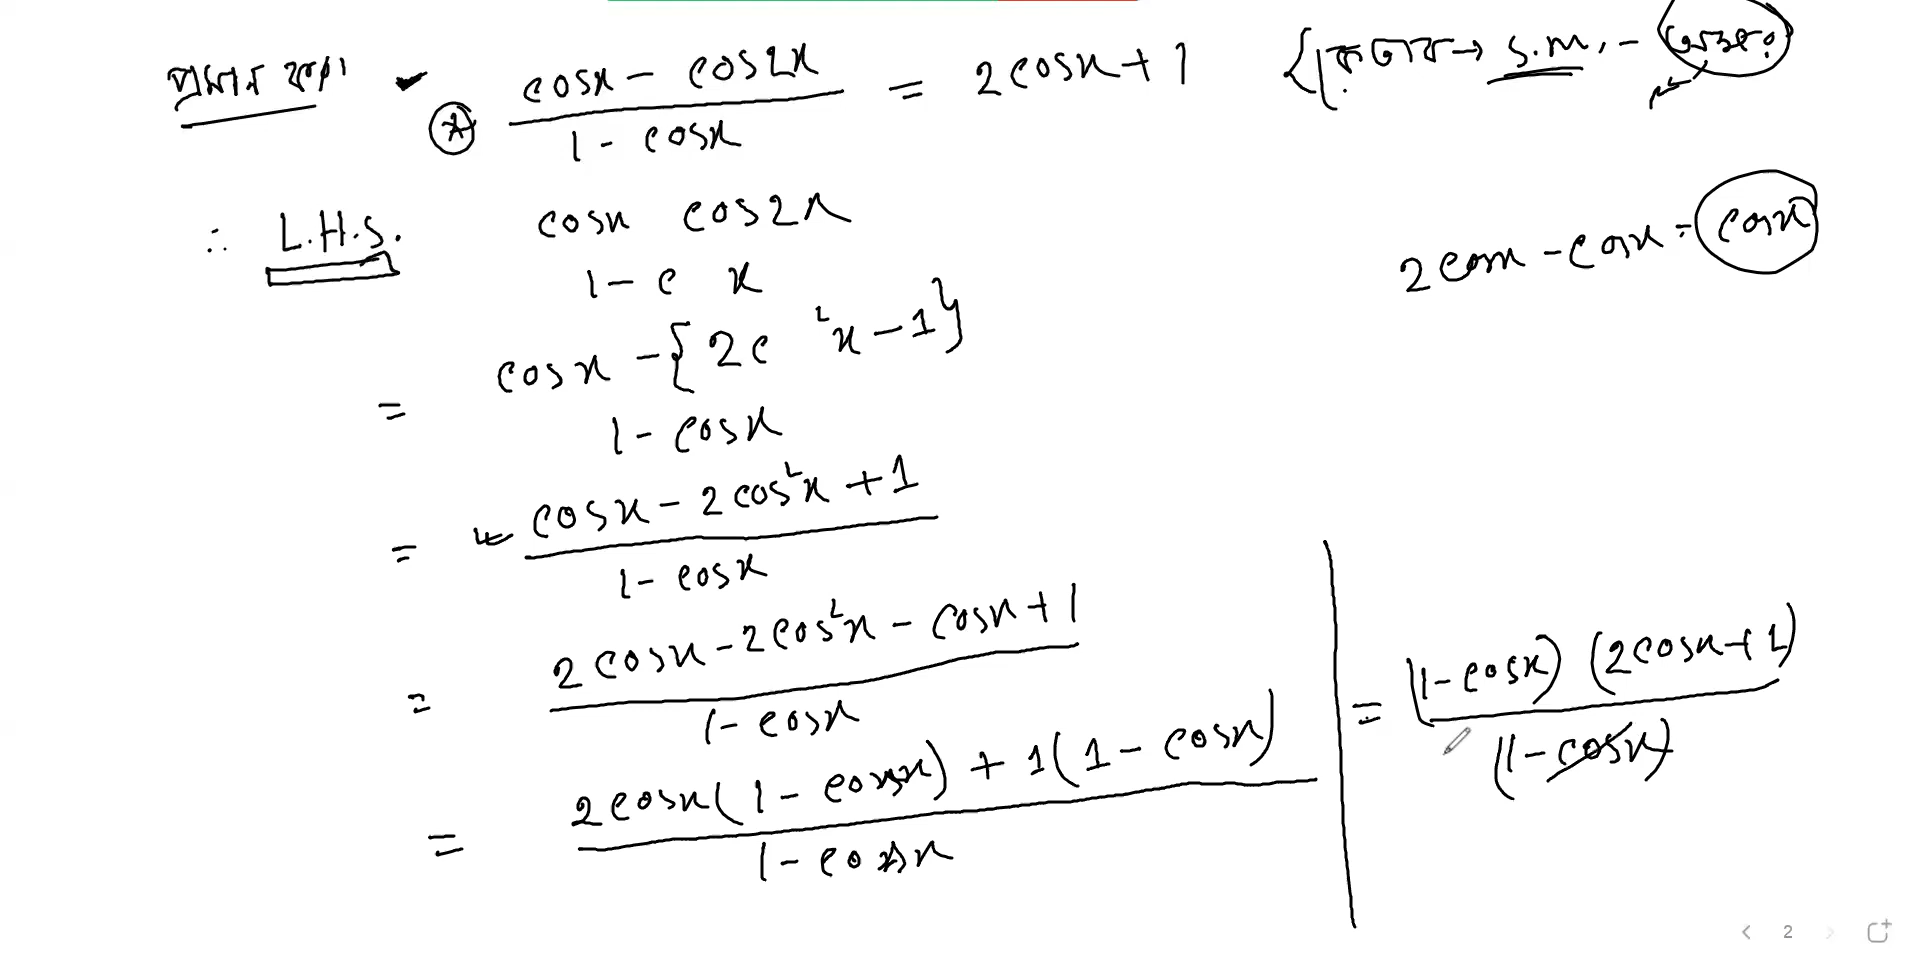 প্রমাণ কর। (cosx - cos2x)/(1 - cosx) = 2cosx + 1 { → S.M. -
∴ L.H.S. cosx cos2x
1 - c x
2cosx - cosx = cosx
= cosx - {2c ²x - 1}
1 - cosx
= (cosx - 2cos²x + 1)/(1 - cosx)
= (2cosx - 2cos²x - cosx + 1)/(1 - cosx)
= (2cosx(1 - cosx) + 1(1 - cosx))/(1 - cosx)
= ((1 - cosx)(2cosx + 1))/((1 - cosx))
2